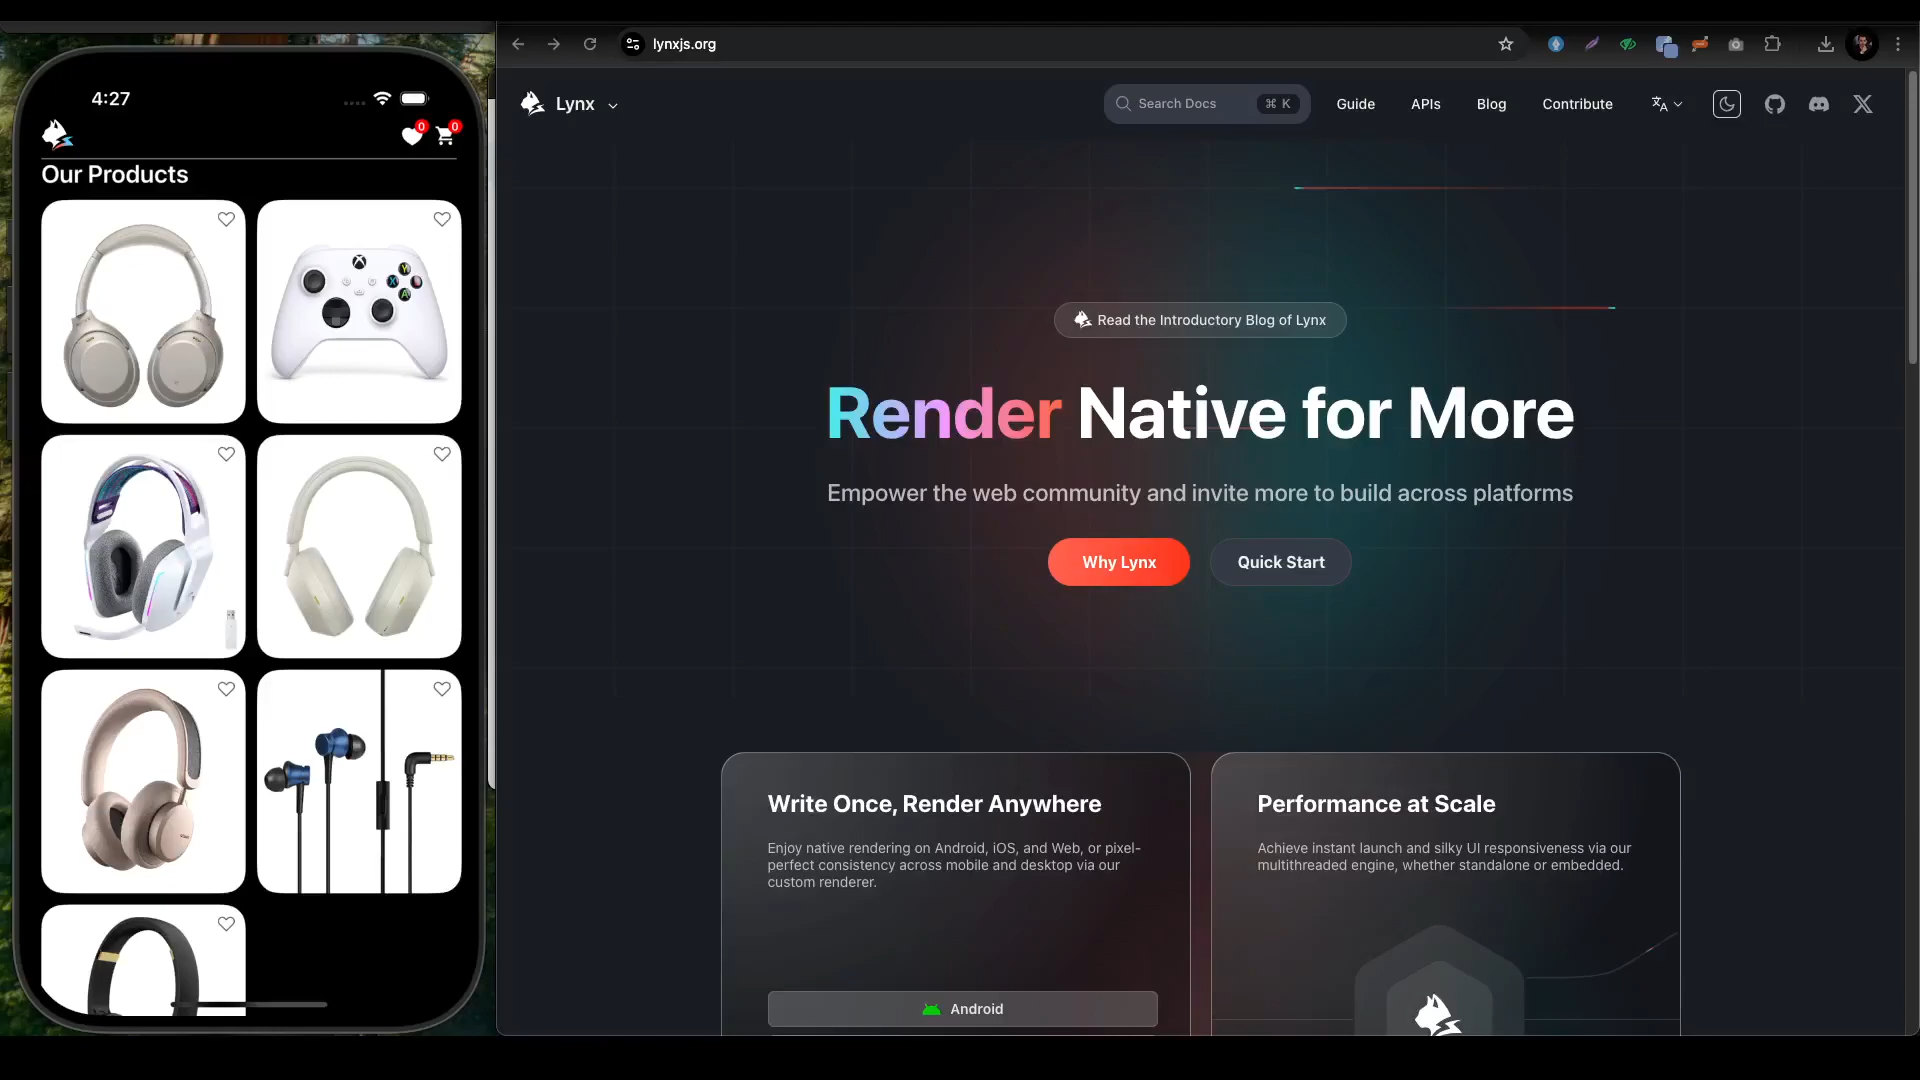 4:27
0
0
Our Products
lynxjs.org
Lynx
Search Docs
⌘ K
Guide
APIs
Blog
Contribute
Read the Introductory Blog of Lynx
Render Native for More
Empower the web community and invite more to build across platforms
Why Lynx
Quick Start
Write Once, Render Anywhere
Enjoy native rendering on Android, iOS, and Web, or pixel-
perfect consistency across mobile and desktop via our
custom renderer.
Android
Performance at Scale
Achieve instant launch and silky UI responsiveness via our
multithreaded engine, whether standalone or embedded.